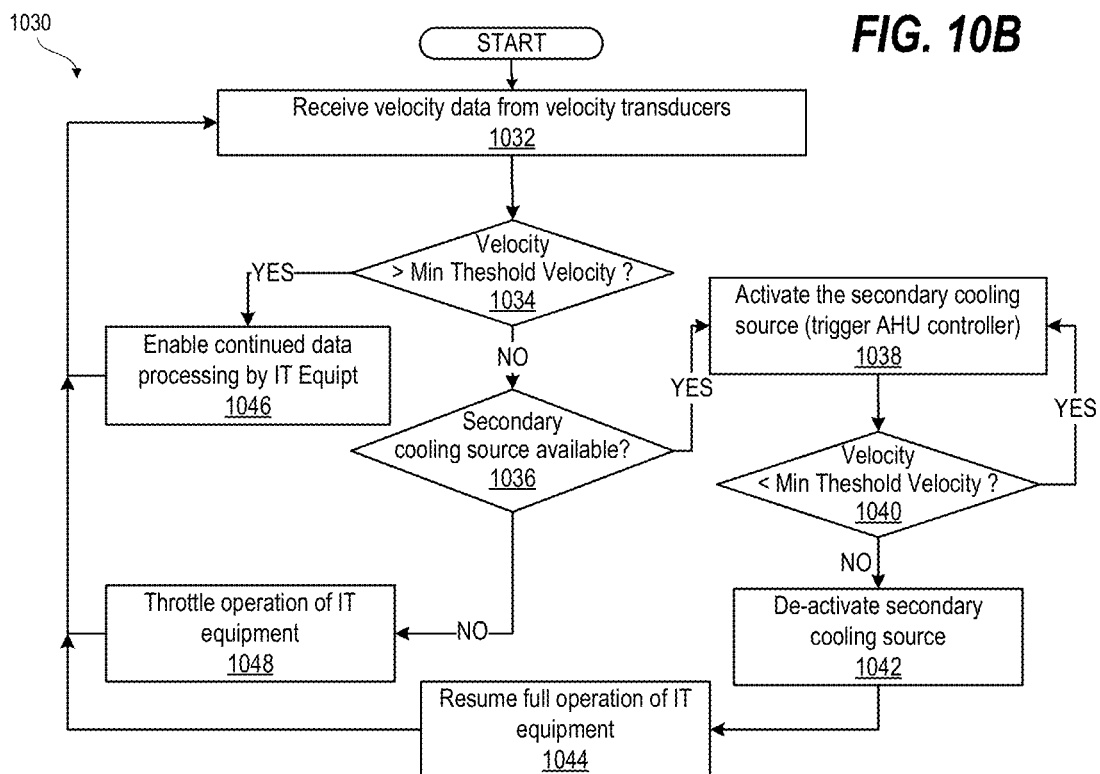 1030
START
FIG. 10B
Receive velocity data from velocity transducers
1032
Velocity
> Min Theshold Velocity ?
1034
YES
NO
Enable continued data
processing by IT Equipt
1046
Secondary
cooling source available?
1036
YES
Activate the secondary cooling
source (trigger AHU controller)
1038
YES
Velocity
< Min Theshold Velocity ?
1040
NO
Throttle operation of IT
equipment
1048
NO
De-activate secondary
cooling source
1042
Resume full operation of IT
equipment
1044